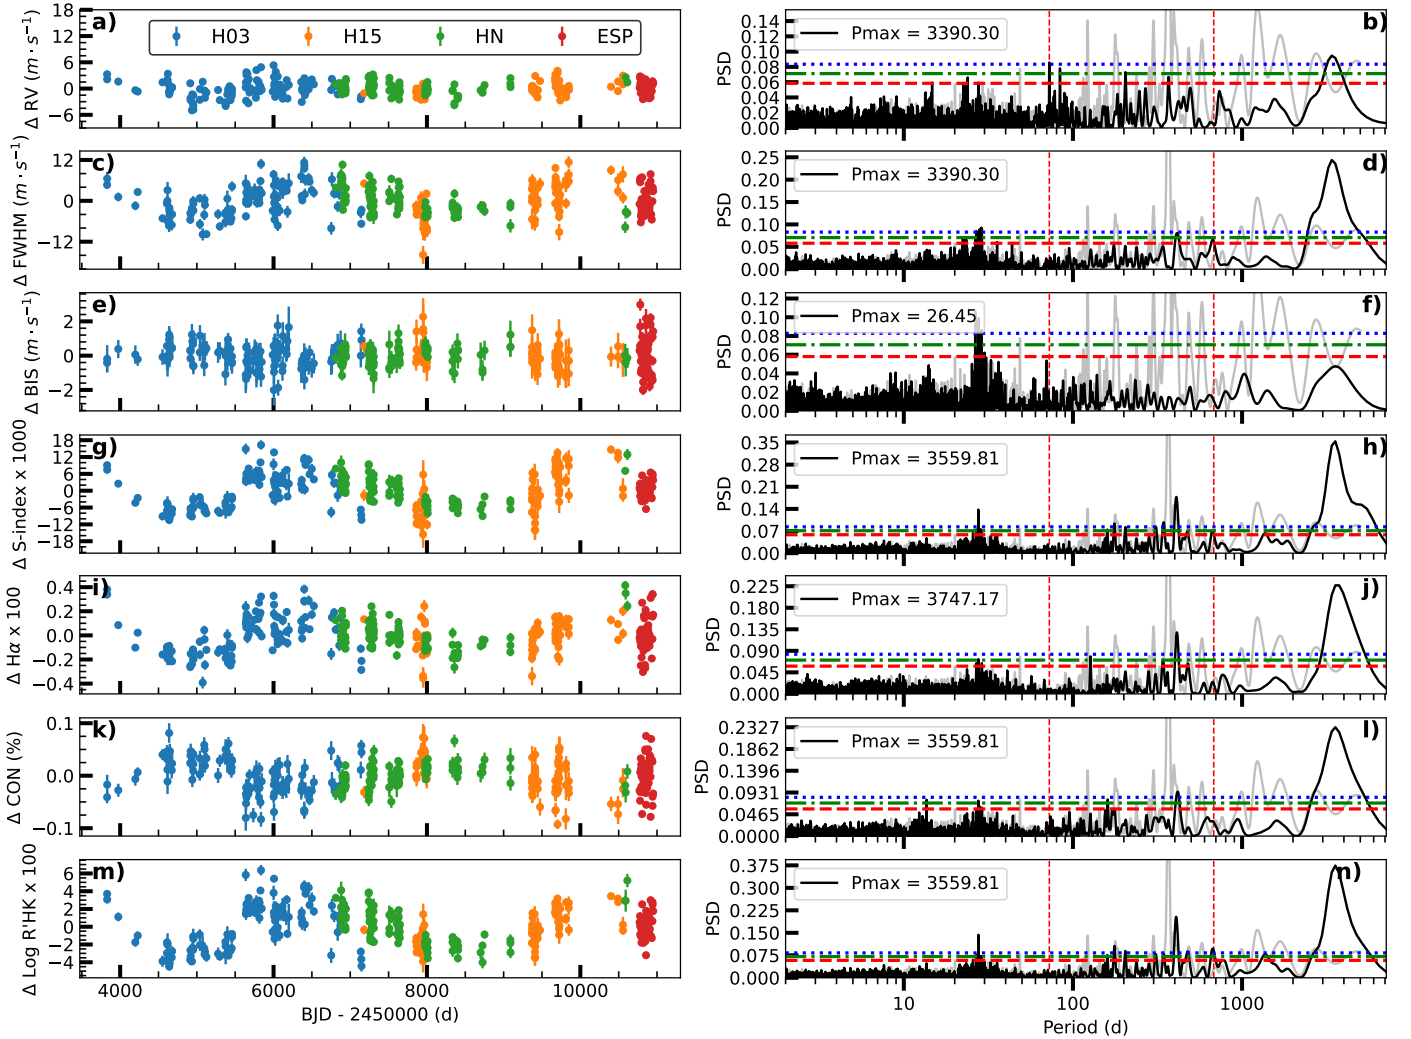 a)
H03 H15 HN ESP
Δ RV (m · s⁻¹)
18
12
6
0
−6
b)
Pmax = 3390.30
PSD
0.14
0.12
0.10
0.08
0.06
0.04
0.02
0.00
c)
Δ FWHM (m · s⁻¹)
12
0
−12
d)
Pmax = 3390.30
PSD
0.25
0.20
0.15
0.10
0.05
0.00
e)
Δ BIS (m · s⁻¹)
2
0
−2
f)
Pmax = 26.45
PSD
0.12
0.10
0.08
0.06
0.04
0.02
0.00
g)
Δ S-index x 1000
18
12
6
0
−6
−12
−18
h)
Pmax = 3559.81
PSD
0.35
0.28
0.21
0.14
0.07
0.00
i)
Δ Hα x 100
0.4
0.2
0.0
−0.2
−0.4
j)
Pmax = 3747.17
PSD
0.225
0.180
0.135
0.090
0.045
0.000
k)
Δ CON (%)
0.1
0.0
−0.1
l)
Pmax = 3559.81
PSD
0.2327
0.1862
0.1396
0.0931
0.0465
0.0000
m)
Δ Log R'HK x 100
6
4
2
0
−2
−4
n)
Pmax = 3559.81
PSD
0.375
0.300
0.225
0.150
0.075
0.000
4000 6000 8000 10000
BJD - 2450000 (d)
10 100 1000
Period (d)